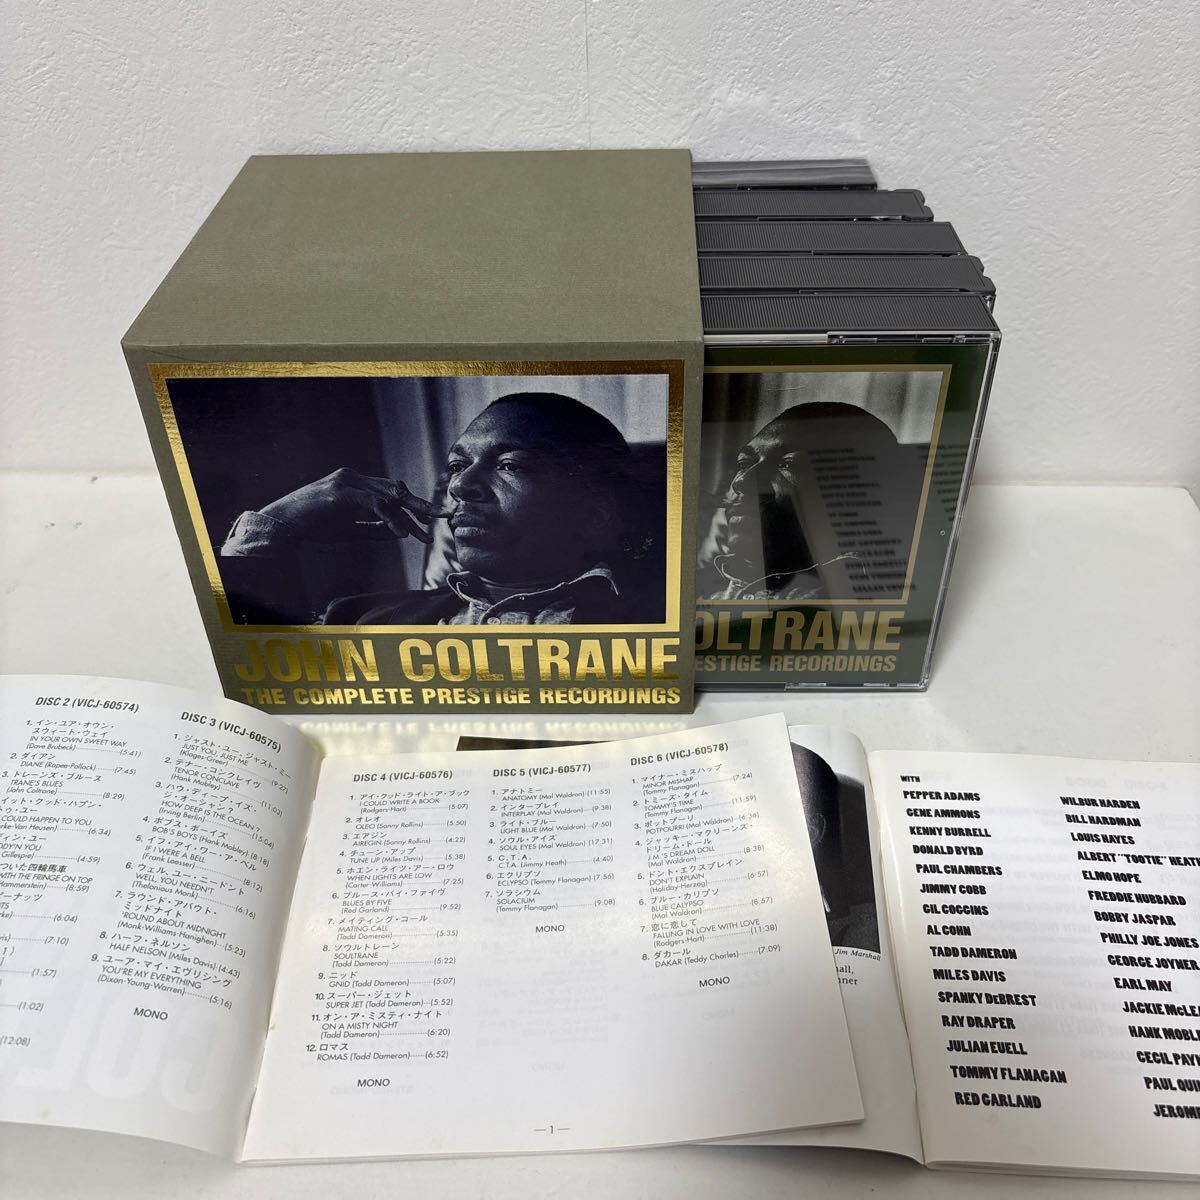 JOHN COLTRANE
THE COMPLETE PRESTIGE RECORDINGS
OLTRANE
ESTIGE RECORDINGS
DISC 2 (VICJ-60574)
1. イン・ユア・オウン・
スウィート・ウェイ
IN YOUR OWN SWEET WAY
(Dave Brubeck) (5:41)
2. ダイアン
DIANE (Rapee-Pollack) (7:45)
3. トレーンズ・ブルース
TRANE'S BLUES
(John Coltrane) (8:29)
COULD HAPPEN TO YOU
(6:34)
(4:59)
WITH THE FRINGE ON TOP
(8:59)
(6:04)
(7:10)
(1:57)
(1:02)
(12:08)
DISC 3 (VICJ-60575)
1. ジャスト・ユー・ジャスト・ミー
JUST YOU, JUST ME
(Klages-Greer) (9:27)
2. テナー・コンクレイヴ
TENOR CONCLAVE
(Hank Mobley) (11:03)
3. ハウ・ディープ・イズ・
ジ・オーシャン?
HOW DEEP IS THE OCEAN?
(Irving Berlin) (15:04)
4. ボブズ・ボーイズ
BOB'S BOYS (Hank Mobley) (8:18)
5. イフ・アイ・ワー・ア・ベル
IF I WERE A BELL
(Frank Loesser) (8:12)
6. ウェル、ユー・ニードント
WELL, YOU NEEDN'T
(Thelonious Monk) (6:16)
7. ラウンド・アバウト・
ミッドナイト
'ROUND ABOUT MIDNIGHT
(Monk-Williams-Hanighen) (5:23)
8. ハーフ・ネルソン
HALF NELSON (Miles Davis) (4:43)
9. ユーア・マイ・エヴリシング
YOU'RE MY EVERYTHING
(Dixon-Young-Warren) (5:16)
MONO
DISC 4 (VICJ-60576)
1. アイ・クッド・ライト・ア・ブック
I COULD WRITE A BOOK
(Rodgers-Hart) (5:07)
2. オレオ
OLEO (Sonny Rollins) (5:50)
3. エアジン
AIREGIN (Sonny Rollins) (4:22)
4. チューン・アップ
TUNE UP (Miles Davis) (5:38)
5. ホエン・ライツ・アー・ロウ
WHEN LIGHTS ARE LOW
(Carter-Williams) (7:25)
6. ブルース・バイ・ファイヴ
BLUES BY FIVE
(Red Garland) (9:52)
7. メイティング・コール
MATING CALL
(Tadd Dameron) (5:35)
8. ソウルトレーン
SOULTRANE
(Tadd Dameron) (5:22)
9. ニッド
GNID (Tadd Dameron) (5:07)
10. スーパー・ジェット
SUPER JET (Tadd Dameron) (5:52)
11. オン・ア・ミスティ・ナイト
ON A MISTY NIGHT
(Tadd Dameron) (6:20)
12. ロマス
ROMAS (Tadd Dameron) (6:52)
MONO
DISC 5 (VICJ-60577)
1. アナトミー
ANATOMY (Mal Waldron) (11:55)
2. インタープレイ
INTERPLAY (Mal Waldron) (9:38)
3. ライト・ブルー
LIGHT BLUE (Mal Waldron) (7:50)
4. ソウル・アイズ
SOUL EYES (Mal Waldron) (17:31)
5. C.T.A.
C.T.A. (Jimmy Heath) (4:40)
6. エクリプソ
ECLYPSO (Tommy Flanagan) (7:56)
7. ソラシウム
SOLACIUM
(Tommy Flanagan) (9:08)
MONO
DISC 6 (VICJ-60578)
1. マイナー・ミスハップ
MINOR MISHAP (7:24)
(Tommy Flanagan)
2. トミーズ・タイム
TOMMY'S TIME (11:59)
(Tommy Flanagan)
3. ポットプーリ
POTPOURRI (Mal Waldron) (6:36)
4. ジャッキー・マクリーンズ・
ドリーム・ドール
J.M.'S DREAM DOLL (8:38)
(Mal Waldron)
5. ドント・エクスプレイン
DON'T EXPLAIN
(Holiday-Herzog) (6:57)
6. ブルー・カリプソ
BLUE CALYPSO
(Mal Waldron) (8:57)
7. 恋に恋して
FALLING IN LOVE WITH LOVE
(Rodgers-Hart) (11:38)
8. ダカール
DAKAR (Teddy Charles) (7:09)
MONO
—1—
Jim Marshall
WITH
PEPPER ADAMS
GENE AMMONS
KENNY BURRELL
DONALD BYRD
PAUL CHAMBERS
JIMMY COBB
GIL COGGINS
AL COHN
TADD DAMERON
MILES DAVIS
SPANKY DeBREST
RAY DRAPER
JULIAN EUELL
TOMMY FLANAGAN
RED GARLAND
WILBUR HARDEN
BILL HARDMAN
LOUIS HAYES
ALBERT "TOOTIE" HEATH
ELMO HOPE
FREDDIE HUBBARD
BOBBY JASPAR
PHILLY JOE JONES
GEORGE JOYNER
EARL MAY
JACKIE McLEA
HANK MOBLE
CECIL PAYN
PAUL QUIN
JEROME